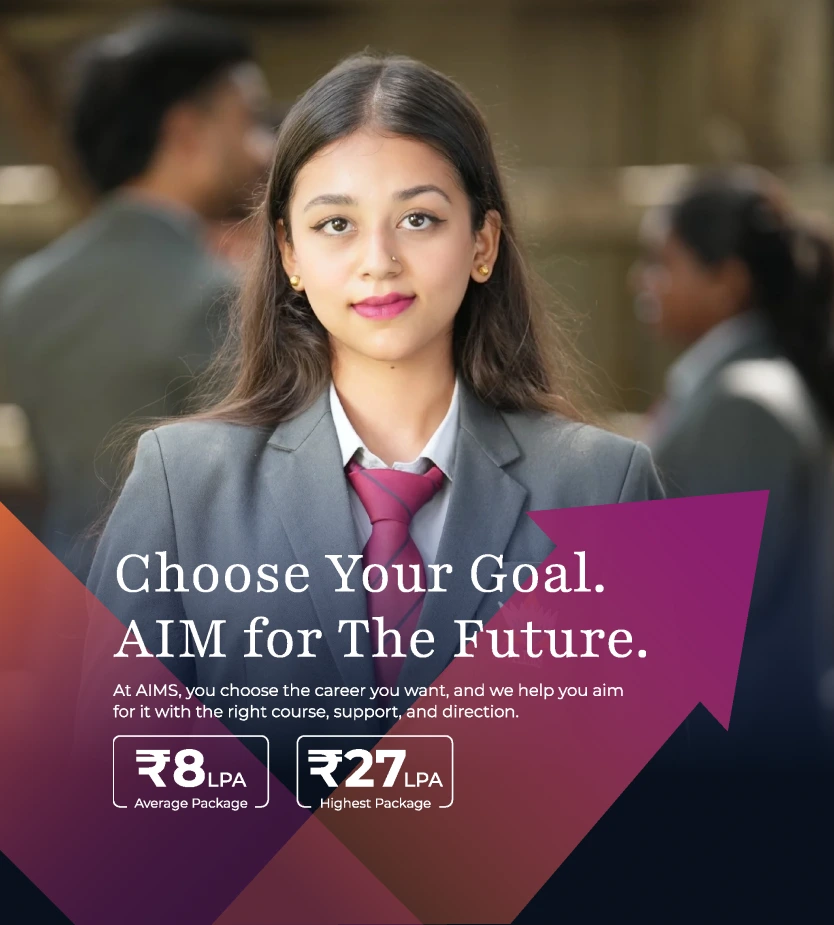 Choose Your Goal.
AIM for The Future.
At AIMS, you choose the career you want, and we help you aim
for it with the right course, support, and direction.
₹8LPA
Average Package
₹27LPA
Highest Package